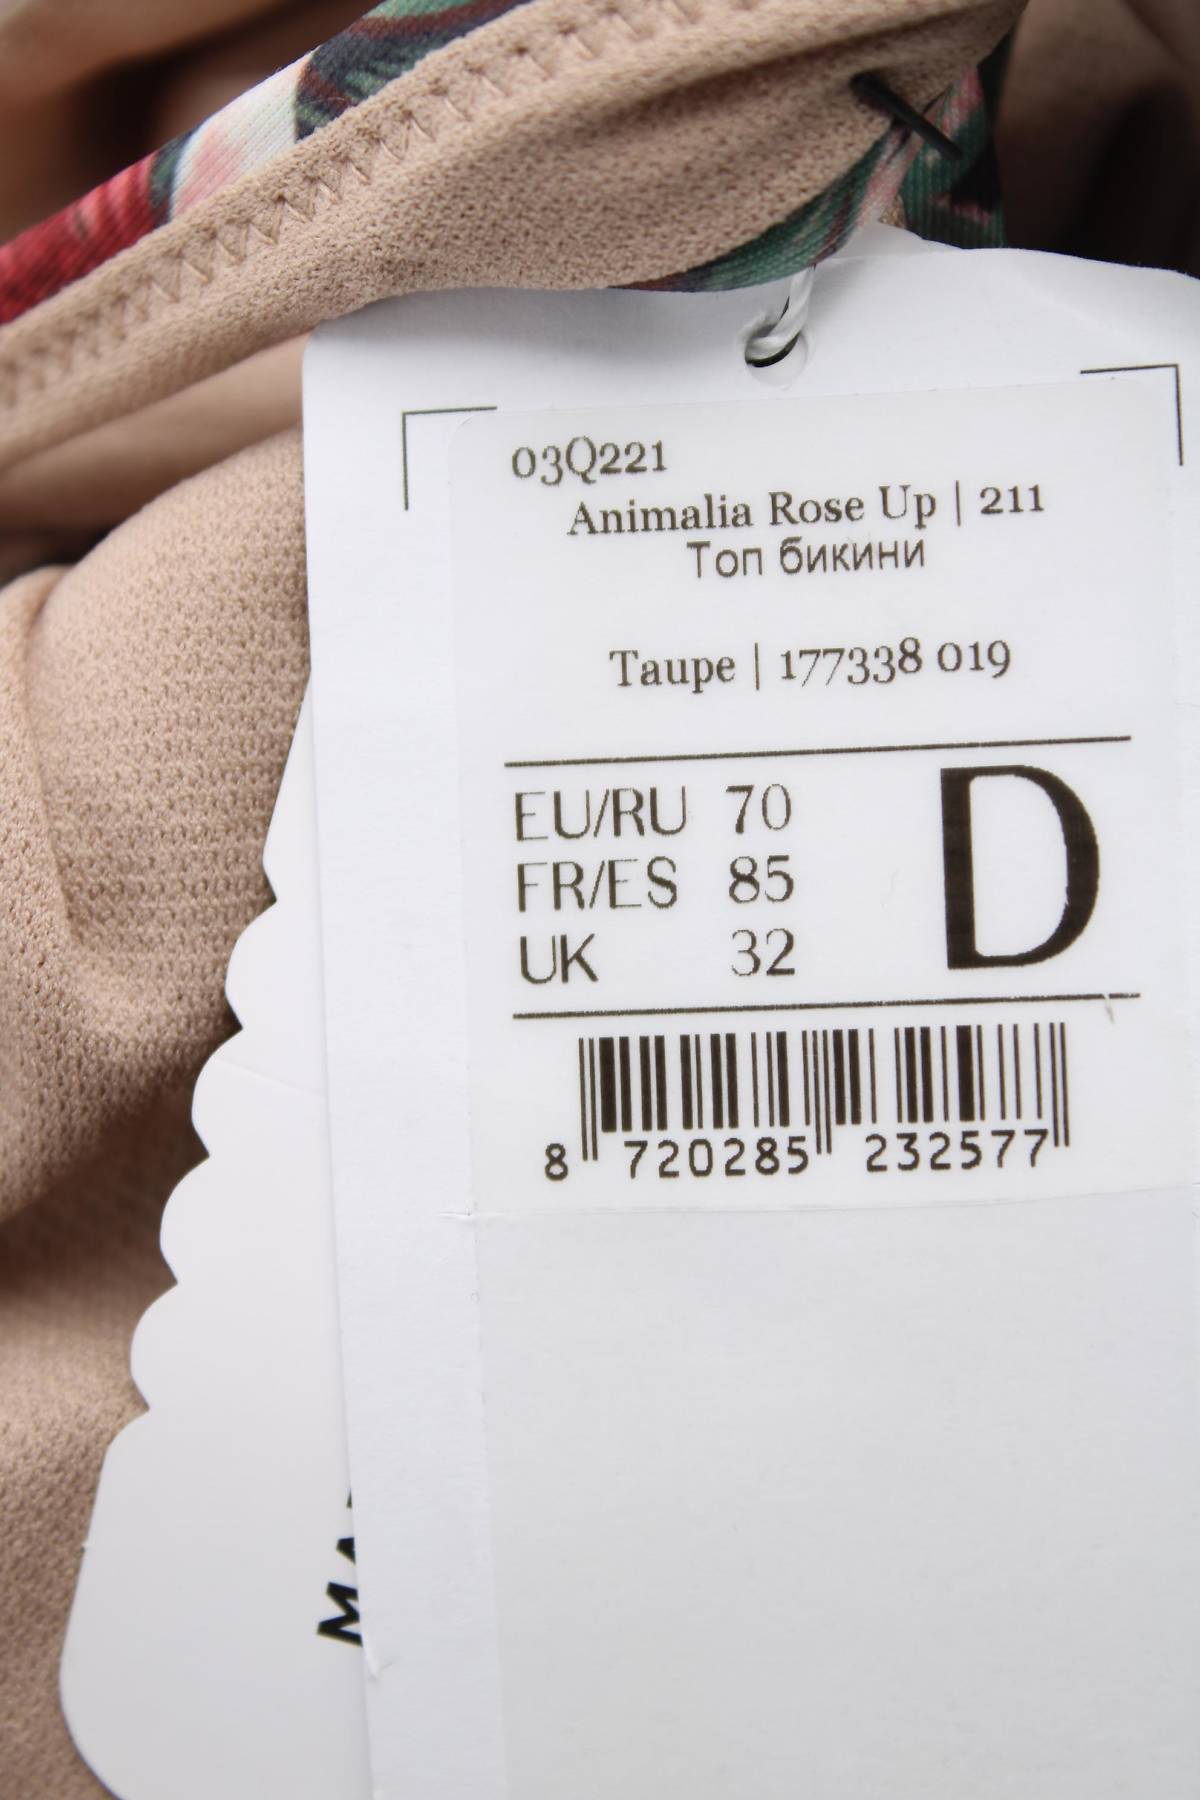 03Q221
Animalia Rose Up | 211
Топ бикини
Taupe | 177338 019
EU/RU 70
FR/ES 85
UK 32
D
8 720285 232577